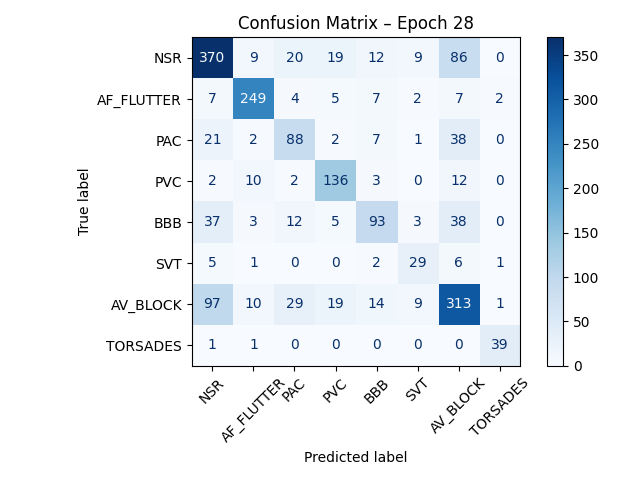 Confusion Matrix – Epoch 28
True label
NSR 370 9 20 19 12 9 86 0
AF_FLUTTER 7 249 4 5 7 2 7 2
PAC 21 2 88 2 7 1 38 0
PVC 2 10 2 136 3 0 12 0
BBB 37 3 12 5 93 3 38 0
SVT 5 1 0 0 2 29 6 1
AV_BLOCK 97 10 29 19 14 9 313 1
TORSADES 1 1 0 0 0 0 0 39
NSR AF_FLUTTER PAC PVC BBB SVT AV_BLOCK TORSADES
Predicted label
350
300
250
200
150
100
50
0